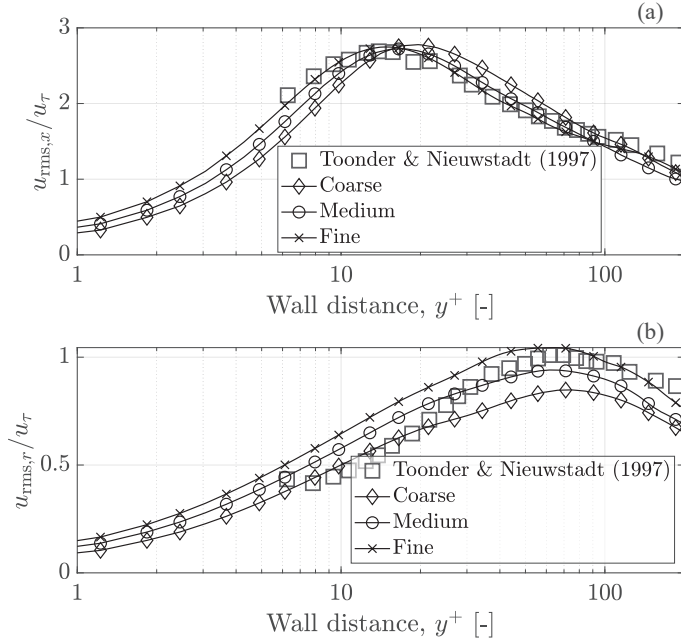 (a)
3
2
1
0
u_rms,x/u_τ
Toonder & Nieuwstadt (1997)
Coarse
Medium
Fine
1
10
100
Wall distance, y⁺ [-]
(b)
1
0.5
0
u_rms,r/u_τ
Toonder & Nieuwstadt (1997)
Coarse
Medium
Fine
1
10
100
Wall distance, y⁺ [-]